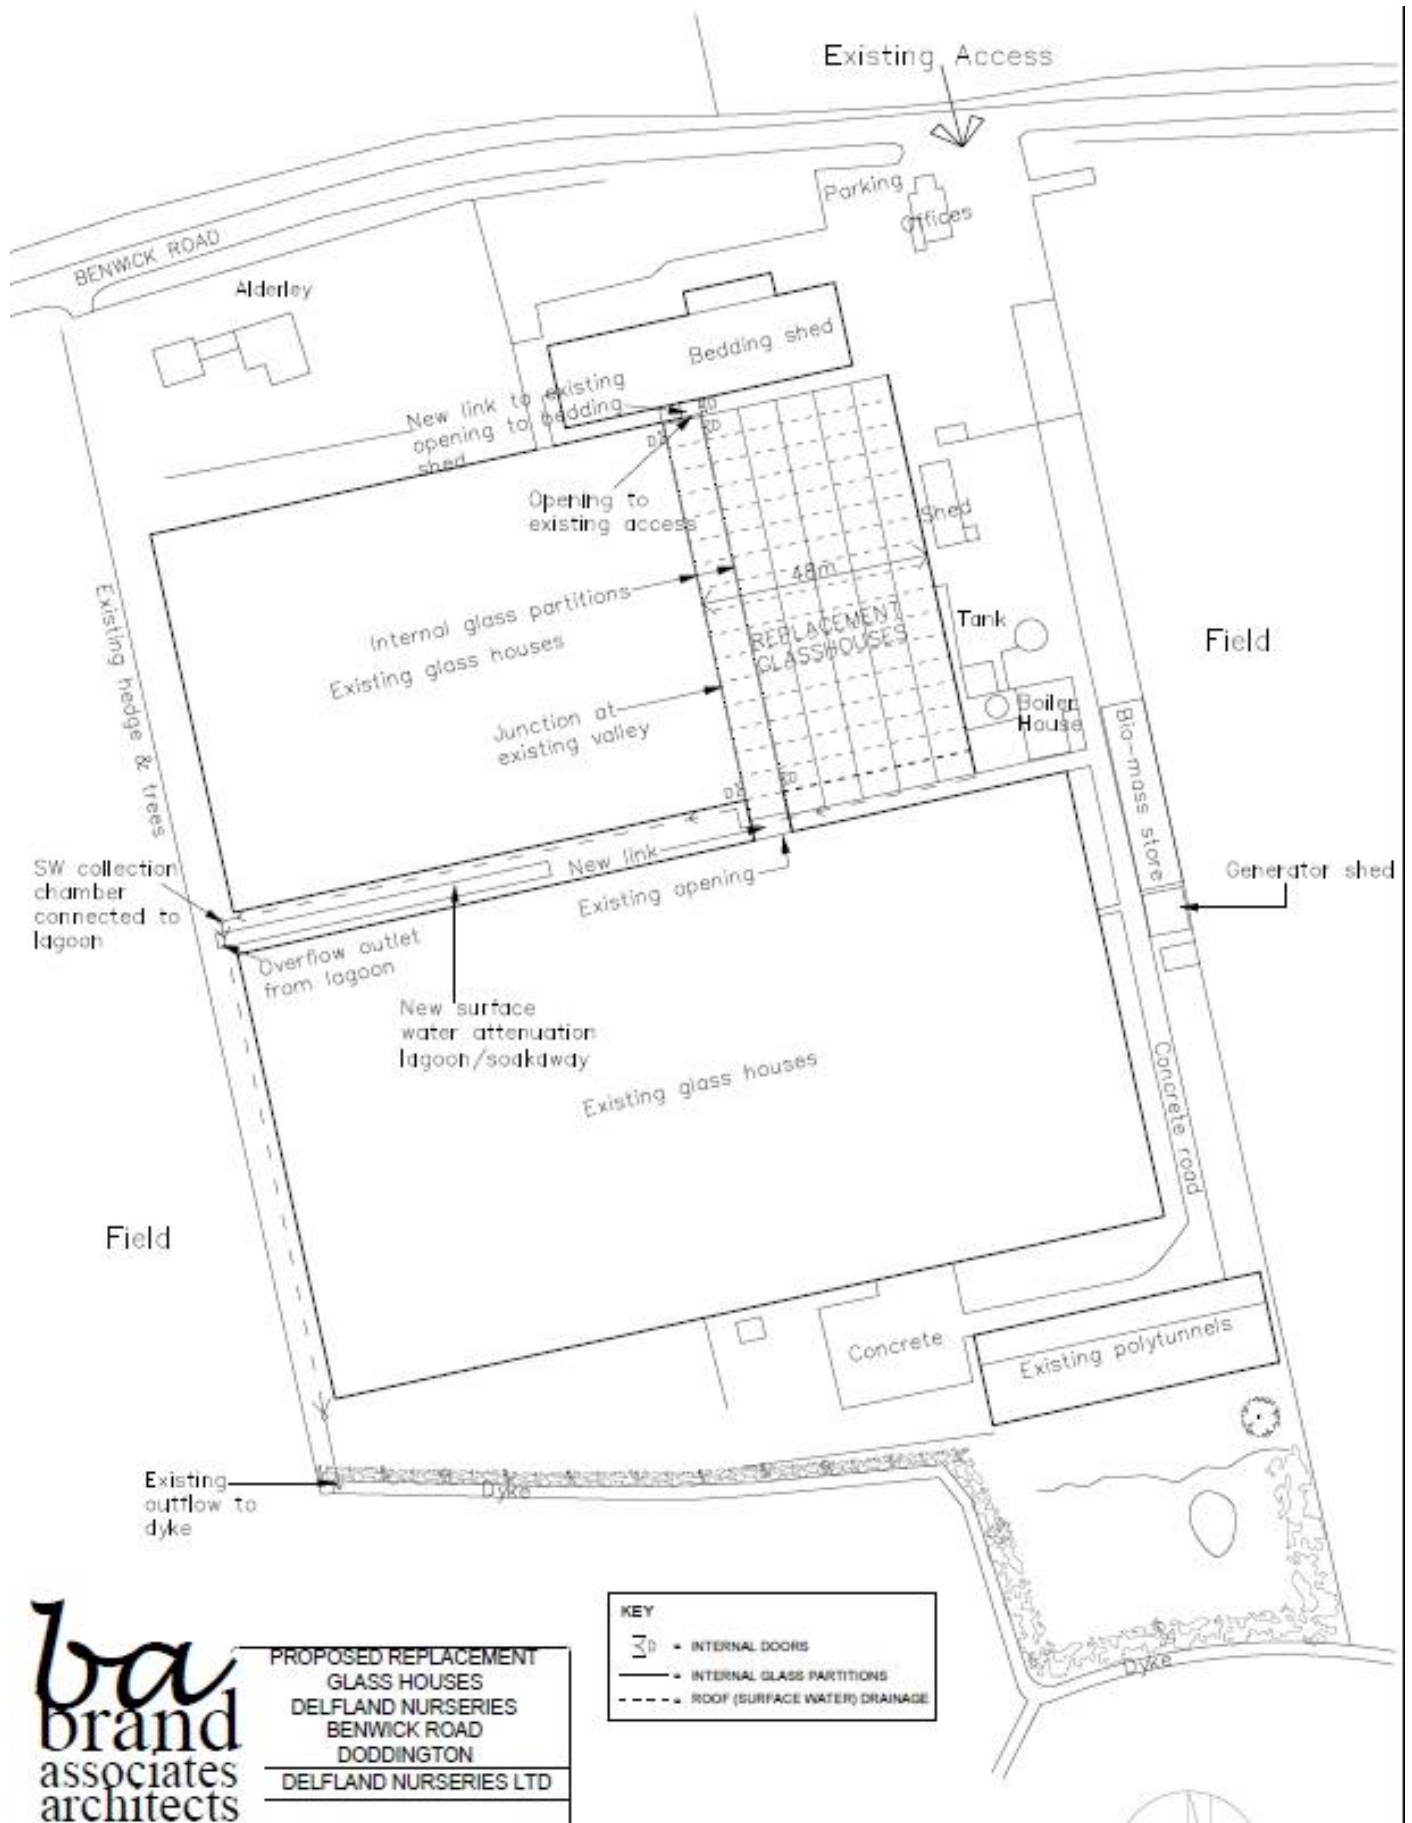 Existing Access
Parking
Offices
BENWICK ROAD
Alderley
Bedding shed
New link to existing
opening to bedding
shed
D
D
D
Opening to
existing access
Shed
48m
Internal glass partitions
Existing glass houses
REPLACEMENT
GLASSHOUSES
Tank
Field
Existing hedge & trees
Junction at
existing valley
Boiler
House
Bio-mass store
D
D
SW collection
chamber
connected to
lagoon
New link
Existing opening
Generator shed
Overflow outlet
from lagoon
New surface
water attenuation
lagoon/soakaway
Existing glass houses
Concrete road
Field
Concrete
Existing polytunnels
Existing
outflow to
dyke
Dyke
Dyke
ba
brand
associates
architects
PROPOSED REPLACEMENT
GLASS HOUSES
DELFLAND NURSERIES
BENWICK ROAD
DODDINGTON
DELFLAND NURSERIES LTD
KEY
D = INTERNAL DOORS
= INTERNAL GLASS PARTITIONS
= ROOF (SURFACE WATER) DRAINAGE
N